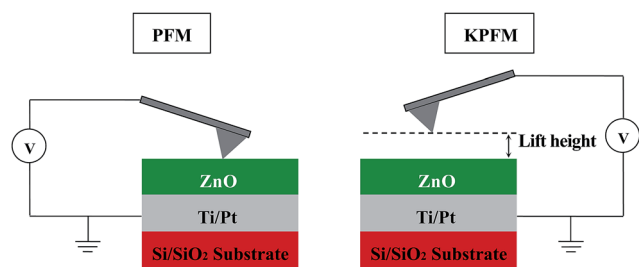 PFM
KPFM
V
V
Lift height
ZnO
ZnO
Ti/Pt
Ti/Pt
Si/SiO₂ Substrate
Si/SiO₂ Substrate